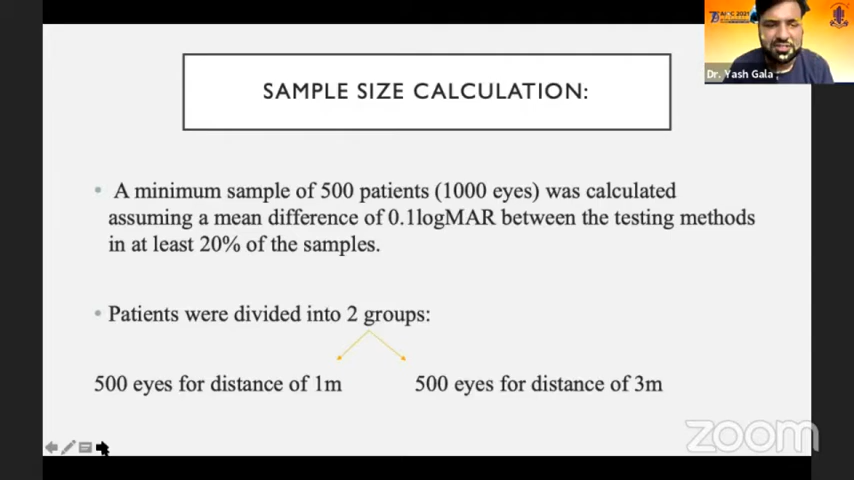 SAMPLE SIZE CALCULATION:
Dr. Yash Gala
A minimum sample of 500 patients (1000 eyes) was calculated
assuming a mean difference of 0.1logMAR between the testing methods
in at least 20% of the samples.
Patients were divided into 2 groups:
500 eyes for distance of 1m
500 eyes for distance of 3m
zoom